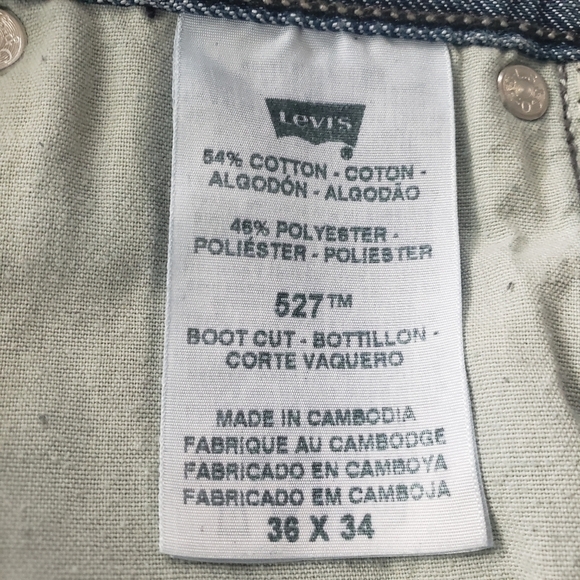 Levi's
®
54% COTTON - COTON -
ALGODÓN - ALGODÃO
46% POLYESTER -
POLIÉSTER - POLIESTER
527™
BOOT CUT - BOTTILLON -
CORTE VAQUERO
MADE IN CAMBODIA
FABRIQUE AU CAMBODGE
FABRICADO EN CAMBOYA
FABRICADO EM CAMBOJA
36 X 34